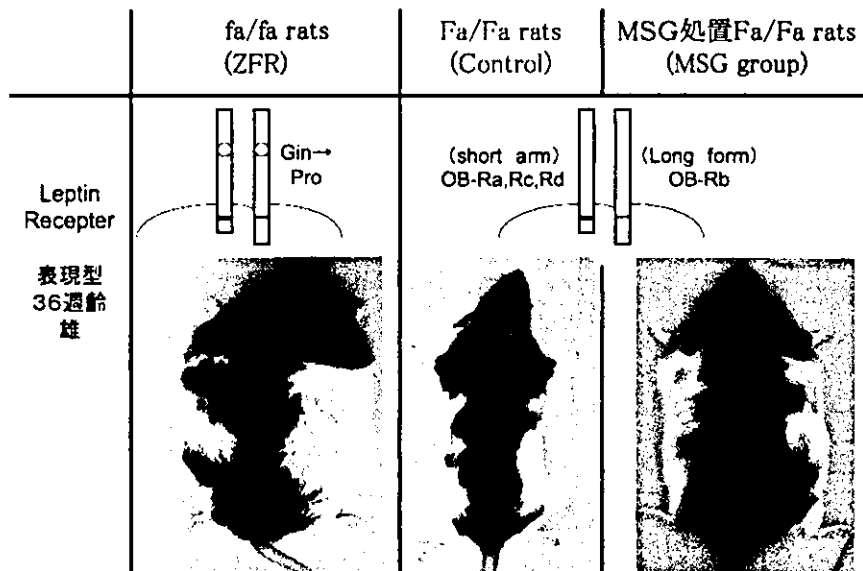 fa/fa rats
(ZFR)
Fa/Fa rats
(Control)
MSG処置Fa/Fa rats
(MSG group)
Leptin
Recepter
Gin→
Pro
(short arm)
OB-Ra,Rc,Rd
(Long form)
OB-Rb
表現型
36週齢
雄